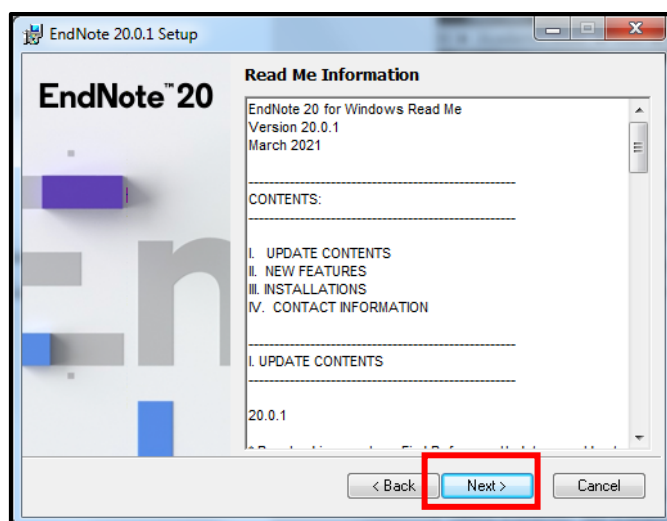 EndNote 20.0.1 Setup
EndNote™20
Read Me Information
EndNote 20 for Windows Read Me
Version 20.0.1
March 2021
----------------------------------------------------------------
CONTENTS:
----------------------------------------------------------------
I. UPDATE CONTENTS
II. NEW FEATURES
III. INSTALLATIONS
IV. CONTACT INFORMATION
----------------------------------------------------------------
I. UPDATE CONTENTS
----------------------------------------------------------------
20.0.1
< Back
Next >
Cancel